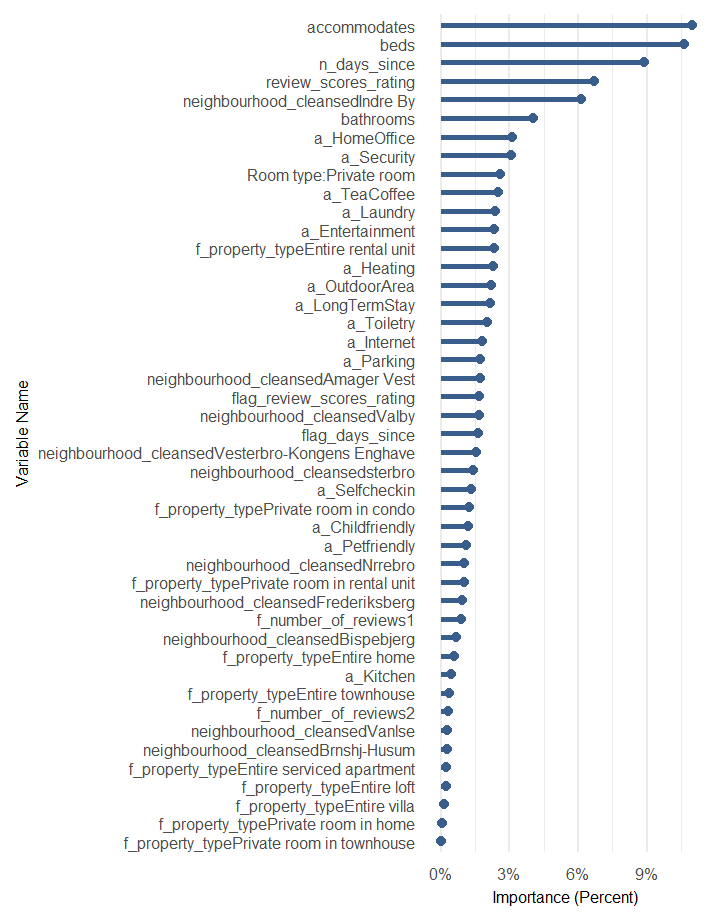 accommodates
beds
n_days_since
review_scores_rating
neighbourhood_cleansedIndre By
bathrooms
a_HomeOffice
a_Security
Room type:Private room
a_TeaCoffee
a_Laundry
a_Entertainment
f_property_typeEntire rental unit
a_Heating
a_OutdoorArea
a_LongTermStay
a_Toiletry
a_Internet
a_Parking
neighbourhood_cleansedAmager Vest
flag_review_scores_rating
neighbourhood_cleansedValby
flag_days_since
neighbourhood_cleansedVesterbro-Kongens Enghave
neighbourhood_cleansedsterbro
a_Selfcheckin
f_property_typePrivate room in condo
a_Childfriendly
a_Petfriendly
neighbourhood_cleansedNrrebro
f_property_typePrivate room in rental unit
neighbourhood_cleansedFrederiksberg
f_number_of_reviews1
neighbourhood_cleansedBispebjerg
f_property_typeEntire home
a_Kitchen
f_property_typeEntire townhouse
f_number_of_reviews2
neighbourhood_cleansedVanlse
neighbourhood_cleansedBrnshj-Husum
f_property_typeEntire serviced apartment
f_property_typeEntire loft
f_property_typeEntire villa
f_property_typePrivate room in home
f_property_typePrivate room in townhouse
Variable Name
0% 3% 6% 9%
Importance (Percent)